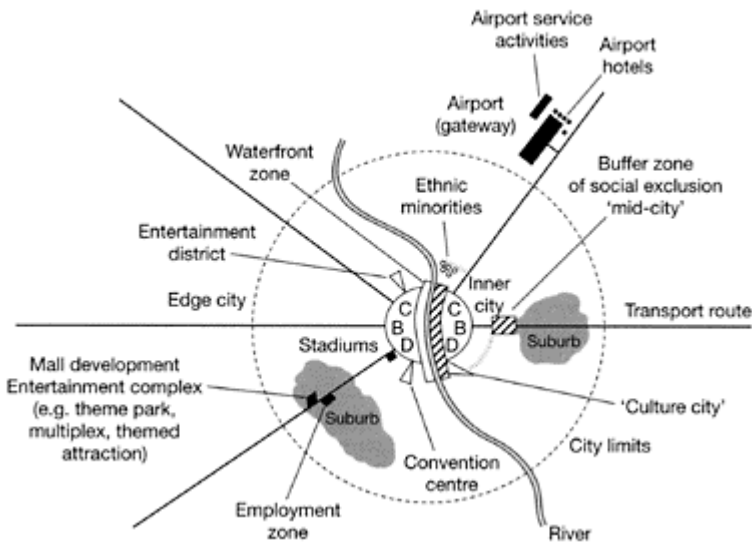 Airport service
activities
Airport
hotels
Airport
(gateway)
Waterfront
zone
Ethnic
minorities
Buffer zone
of social exclusion
'mid-city'
Entertainment
district
Inner
city
Edge city
C
B
D
C
B
D
Transport route
Suburb
Stadiums
Mall development
Entertainment complex
(e.g. theme park,
multiplex, themed
attraction)
Suburb
'Culture city'
City limits
Convention
centre
Employment
zone
River